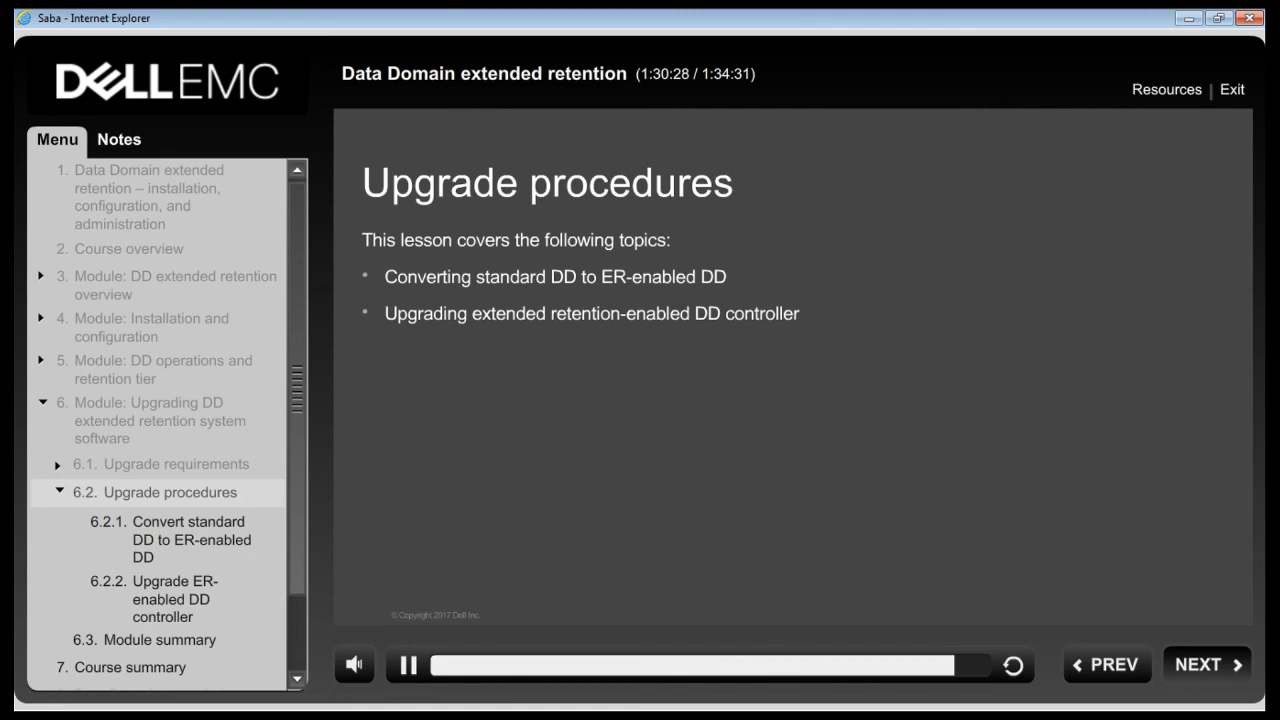 Saba - Internet Explorer
DELLEMC
Data Domain extended retention (1:30:28 / 1:34:31)
Resources | Exit
Menu Notes
1. Data Domain extended
retention – installation,
configuration, and
administration
2. Course overview
3. Module: DD extended retention
overview
4. Module: Installation and
configuration
5. Module: DD operations and
retention tier
6. Module: Upgrading DD
extended retention system
software
6.1. Upgrade requirements
6.2. Upgrade procedures
6.2.1. Convert standard
DD to ER-enabled
DD
6.2.2. Upgrade ER-
enabled DD
controller
6.3. Module summary
7. Course summary
Upgrade procedures
This lesson covers the following topics:
• Converting standard DD to ER-enabled DD
• Upgrading extended retention-enabled DD controller
© Copyright 2017 Dell Inc.
PREV
NEXT